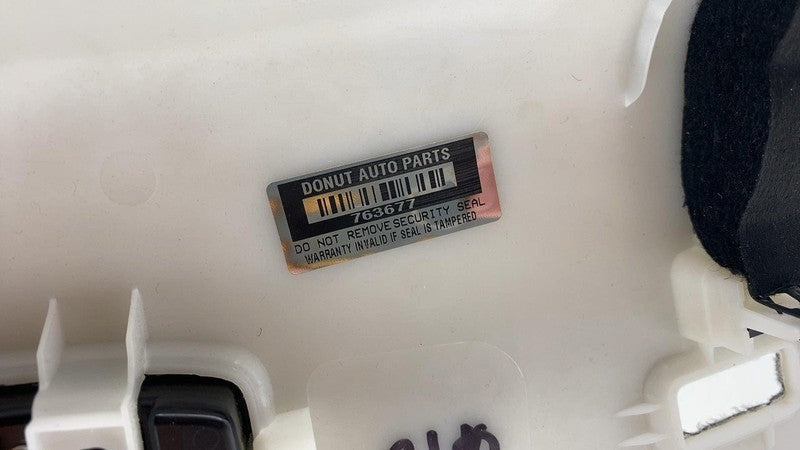 DONUT AUTO PARTS
763677
DO NOT REMOVE SECURITY SEAL
WARRANTY INVALID IF SEAL IS TAMPERED